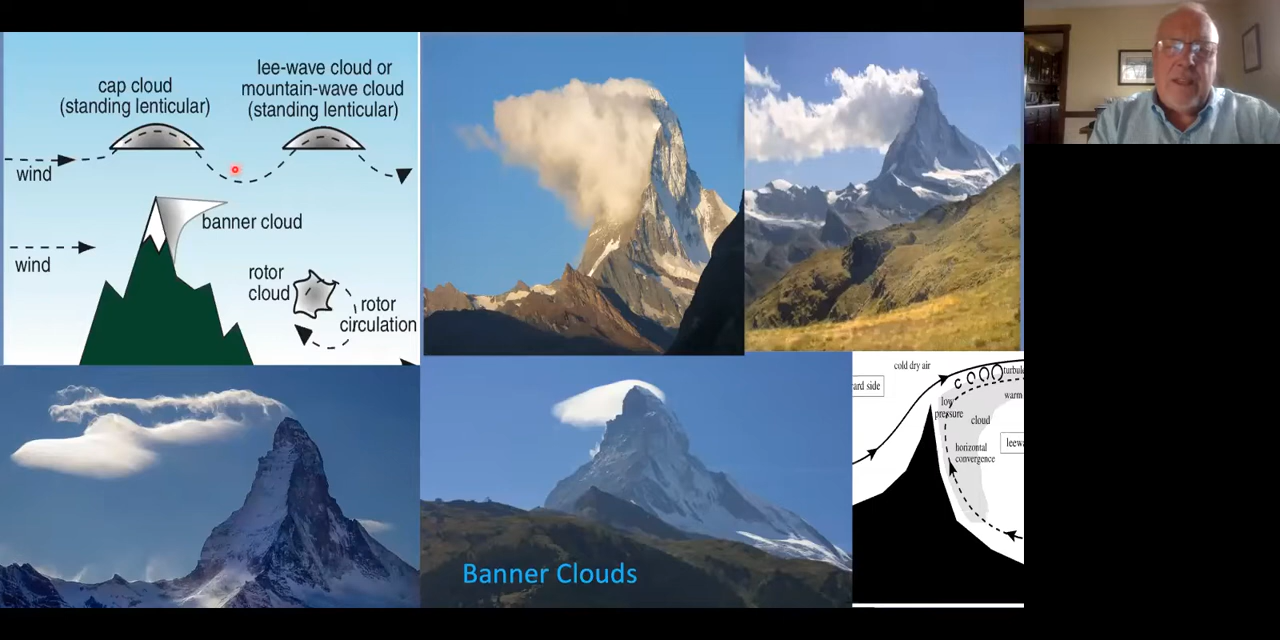 cap cloud
(standing lenticular)
lee-wave cloud or
mountain-wave cloud
(standing lenticular)
wind
banner cloud
wind
rotor
cloud
rotor
circulation
cold dry air
ard side
turbule
low
pressure
warm
cloud
horizontal
convergence
leewa
Banner Clouds